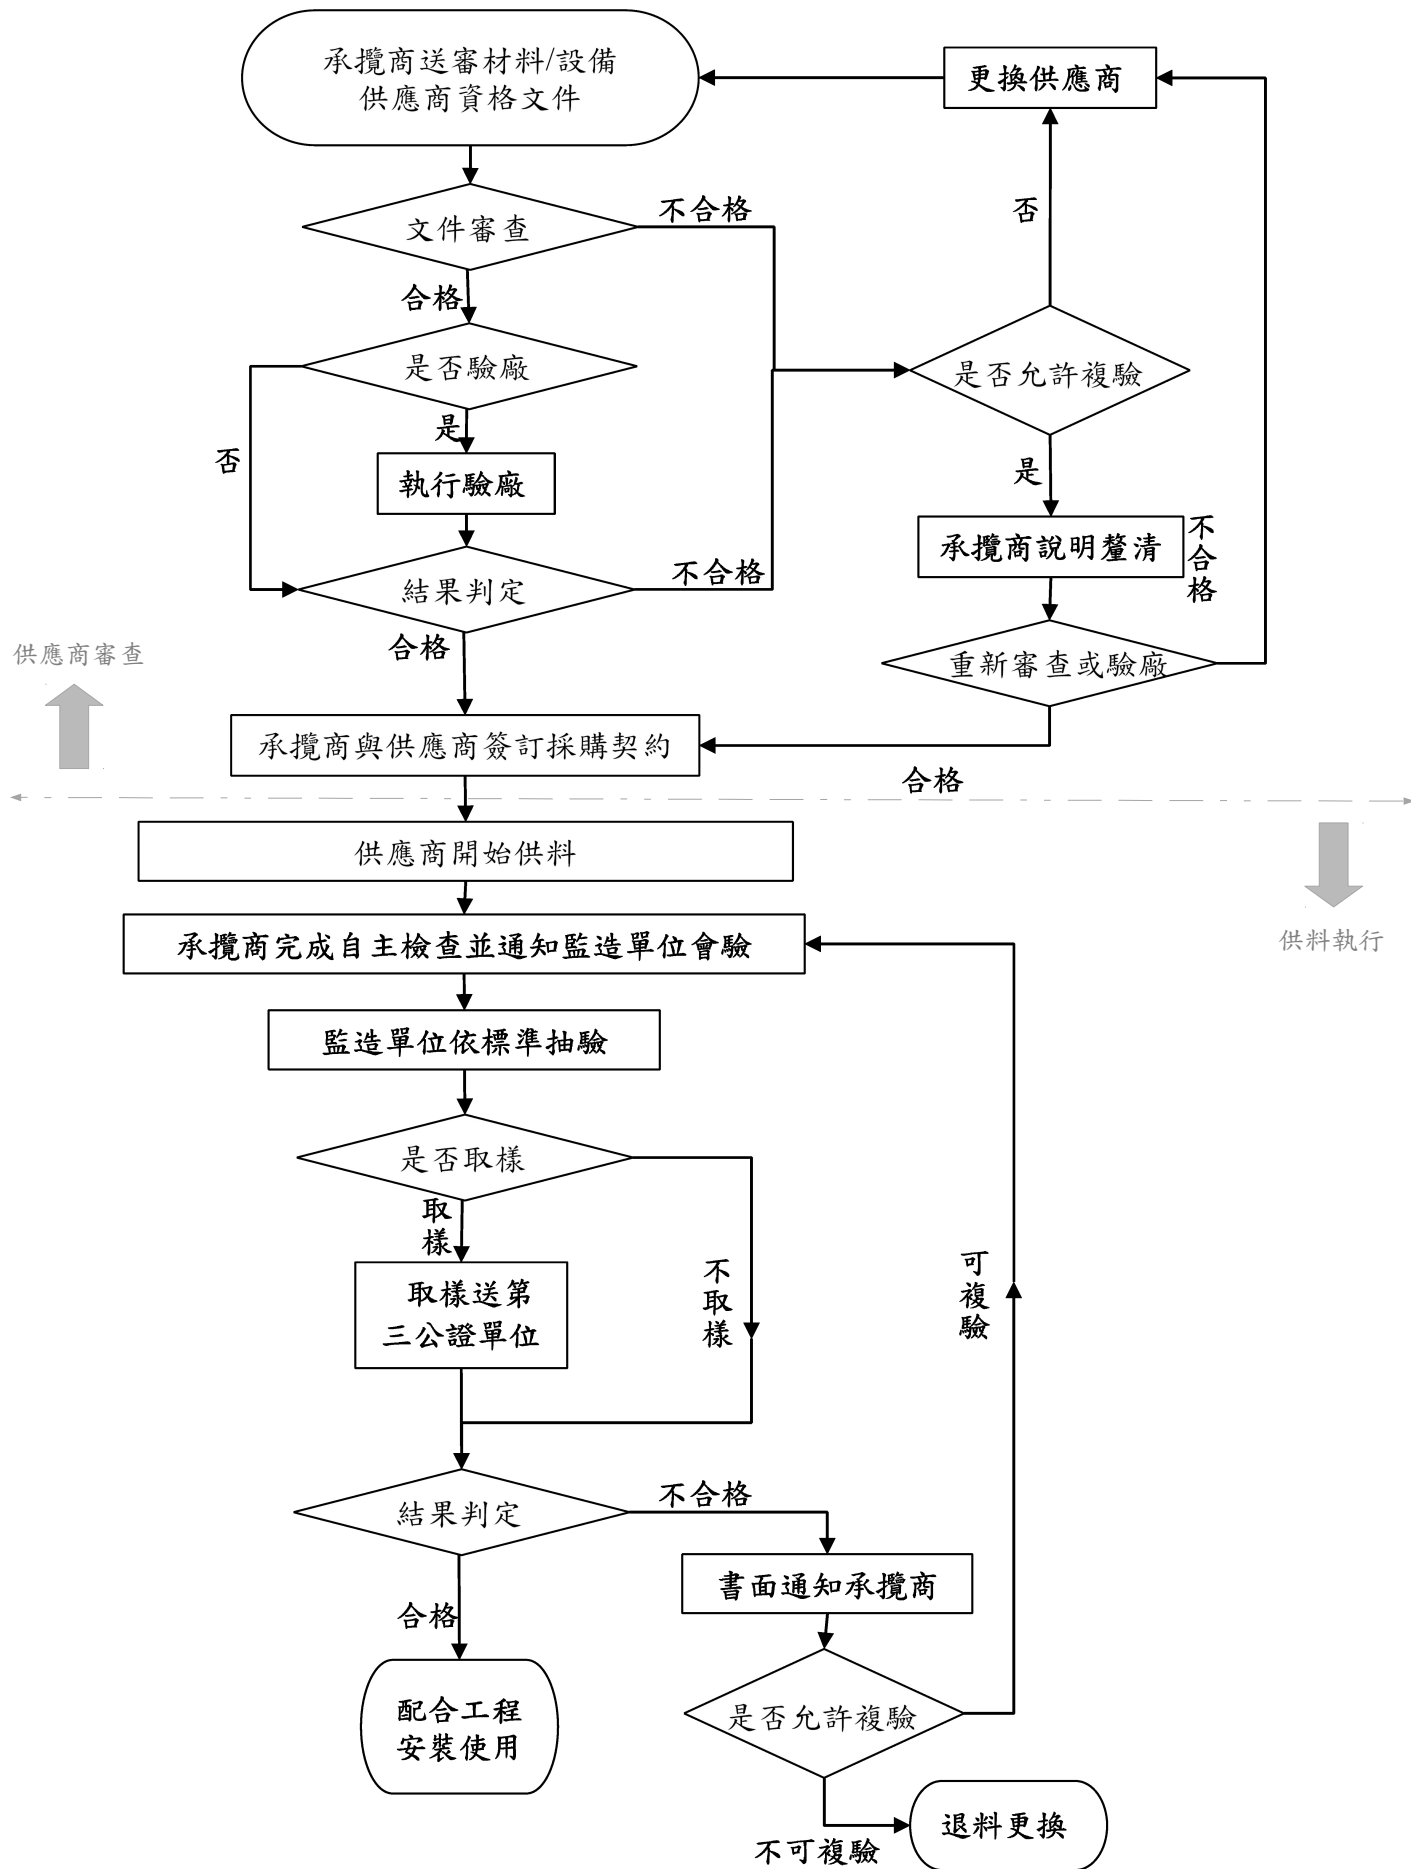 承攬商送審材料/設備
供應商資格文件
更換供應商
文件審查
不合格
否
合格
是否驗廠
是否允許複驗
是
否
執行驗廠
是
承攬商說明釐清
不合格
結果判定
不合格
合格
供應商審查
重新審查或驗廠
承攬商與供應商簽訂採購契約
合格
供應商開始供料
承攬商完成自主檢查並通知監造單位會驗
供料執行
監造單位依標準抽驗
是否取樣
取樣
不取樣
可複驗
取樣送第
三公證單位
結果判定
不合格
書面通知承攬商
合格
配合工程
安裝使用
是否允許複驗
退料更換
不可複驗